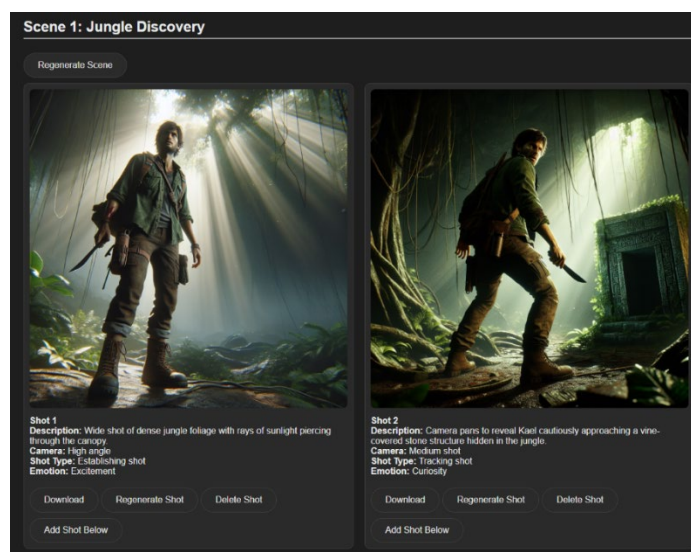 Scene 1: Jungle Discovery
Regenerate Scene
Shot 1
Description: Wide shot of dense jungle foliage with rays of sunlight piercing
through the canopy.
Camera: High angle
Shot Type: Establishing shot
Emotion: Excitement
Download Regenerate Shot Delete Shot
Add Shot Below
Shot 2
Description: Camera pans to reveal Kael cautiously approaching a vine-
covered stone structure hidden in the jungle.
Camera: Medium shot
Shot Type: Tracking shot
Emotion: Curiosity
Download Regenerate Shot Delete Shot
Add Shot Below